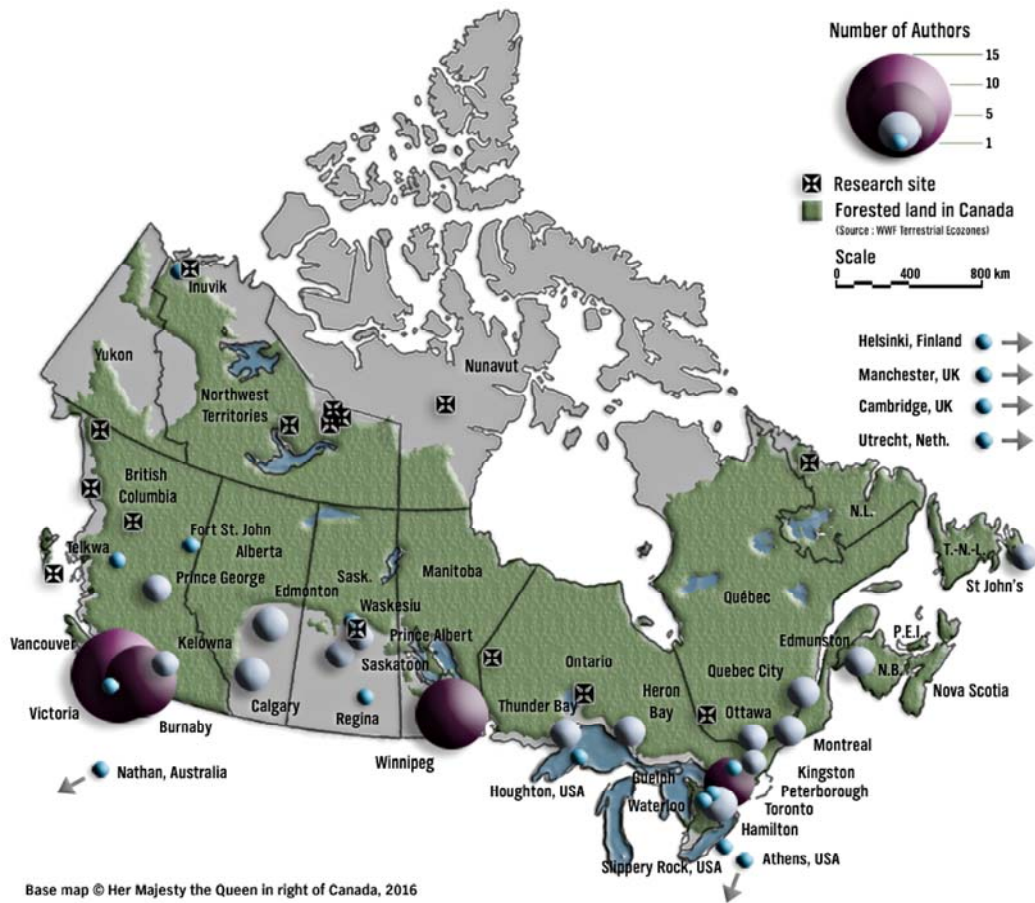 Number of Authors
15
10
5
1
Research site
Forested land in Canada
(Source : WWF Terrestrial Ecozones)
Scale
0 400 800 km
Helsinki, Finland
Manchester, UK
Cambridge, UK
Utrecht, Neth.
Inuvik
Yukon
Nunavut
Northwest
Territories
British
Columbia
N.L.
Telkwa
Fort St. John
Alberta
T.-N.-L.
Prince George
Edmonton
Sask.
Manitoba
St John's
Québec
Waskesiu
Vancouver
Kelowna
Prince Albert
Edmunston
P.E.I.
Saskatoon
Ontario
Quebec City
N.B.
Heron
Bay
Nova Scotia
Victoria
Burnaby
Calgary
Regina
Thunder Bay
Ottawa
Winnipeg
Montreal
Nathan, Australia
Houghton, USA
Guelph
Kingston
Peterborough
Waterloo
Toronto
Hamilton
Slippery Rock, USA
Athens, USA
Base map © Her Majesty the Queen in right of Canada, 2016